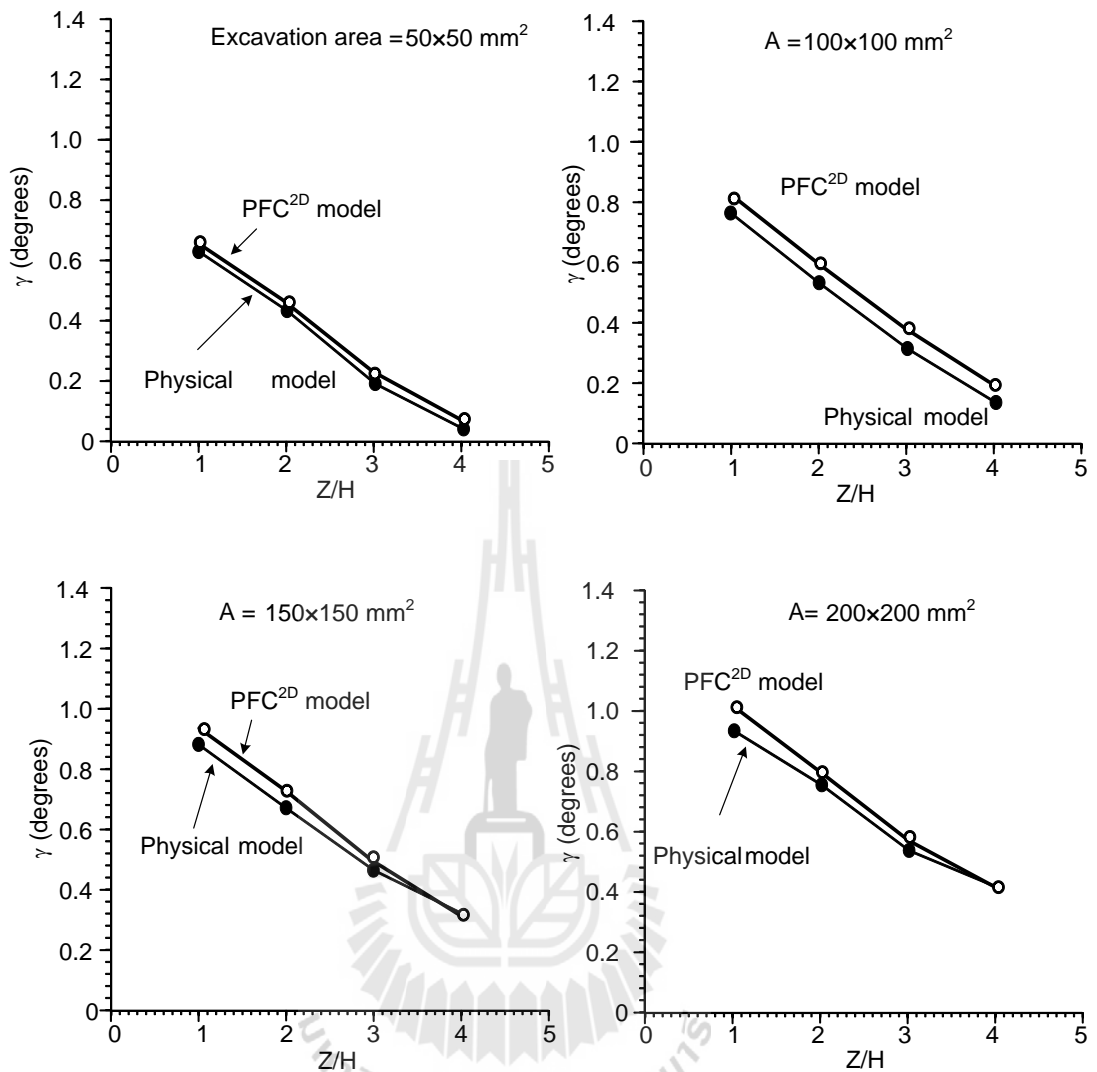 Excavation area =50×50 mm²
1.4
1.2
1.0
0.8
0.6
0.4
0.2
0
γ (degrees)
PFC²ᴰ model
Physical model
0 1 2 3 4 5
Z/H
A =100×100 mm²
1.4
1.2
1.0
0.8
0.6
0.4
0.2
0
γ (degrees)
PFC²ᴰ model
Physical model
0 1 2 3 4 5
Z/H
A = 150×150 mm²
1.4
1.2
1.0
0.8
0.6
0.4
0.2
0
γ (degrees)
PFC²ᴰ model
Physical model
0 1 2 3 4 5
Z/H
A= 200×200 mm²
1.4
1.2
1.0
0.8
0.6
0.4
0.2
0
γ (degrees)
PFC²ᴰ model
Physical model
0 1 2 3 4 5
Z/H